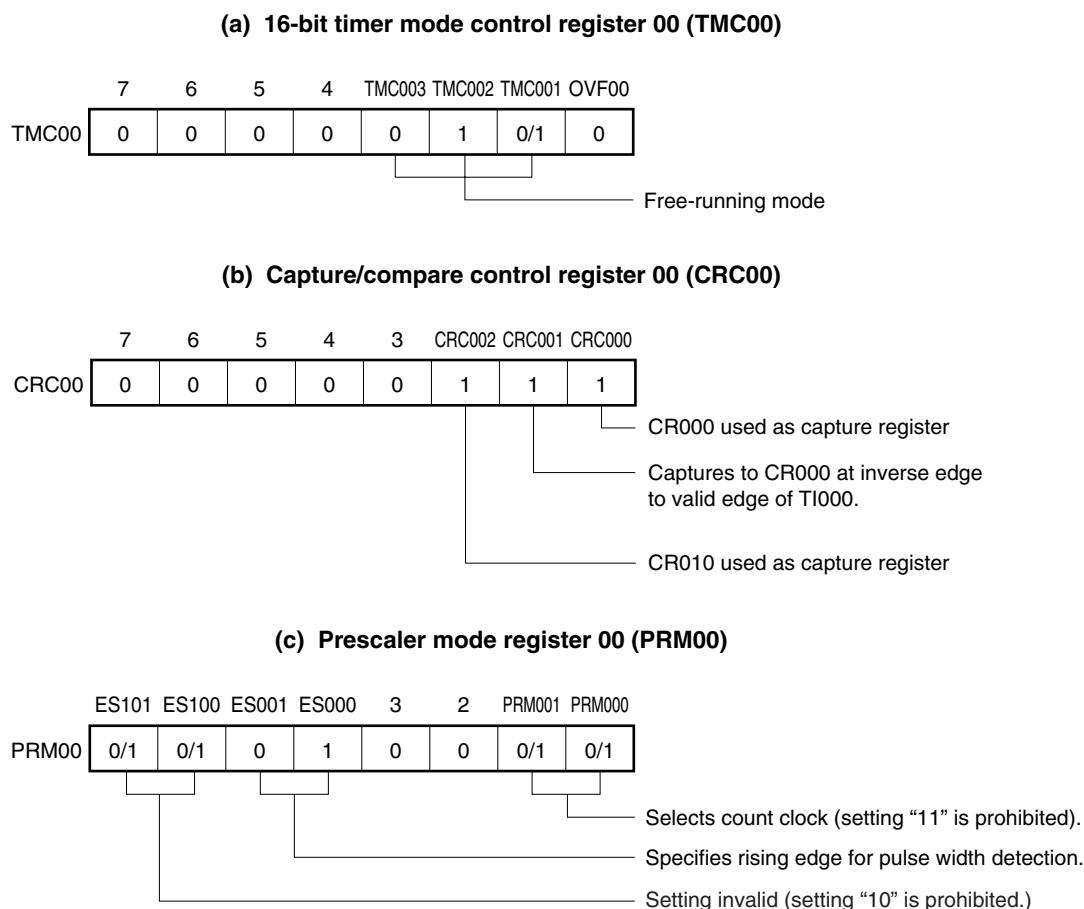 (a) 16-bit timer mode control register 00 (TMC00)
7 6 5 4 TMC003 TMC002 TMC001 OVF00
TMC00 0 0 0 0 0 1 0/1 0
Free-running mode
(b) Capture/compare control register 00 (CRC00)
7 6 5 4 3 CRC002 CRC001 CRC000
CRC00 0 0 0 0 0 1 1 1
CR000 used as capture register
Captures to CR000 at inverse edge
to valid edge of TI000.
CR010 used as capture register
(c) Prescaler mode register 00 (PRM00)
ES101 ES100 ES001 ES000 3 2 PRM001 PRM000
PRM00 0/1 0/1 0 1 0 0 0/1 0/1
Selects count clock (setting “11” is prohibited).
Specifies rising edge for pulse width detection.
Setting invalid (setting “10” is prohibited.)